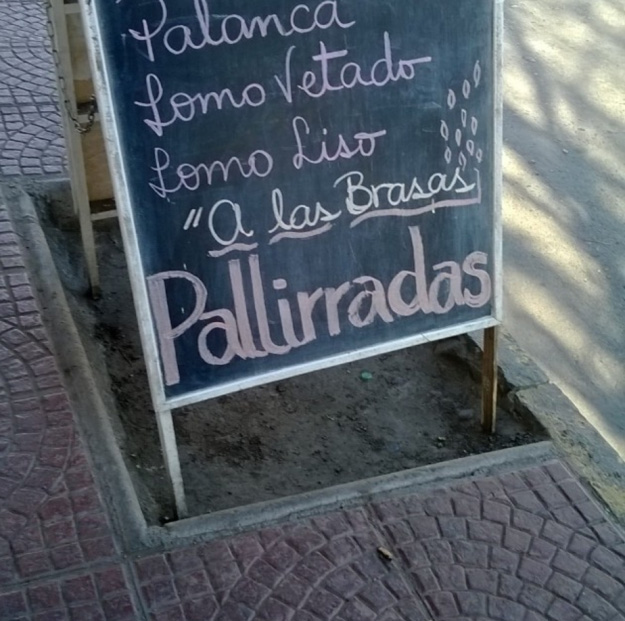 Palanca
Lomo Vetado
Lomo Liso
"A las Brasas
Pallirradas